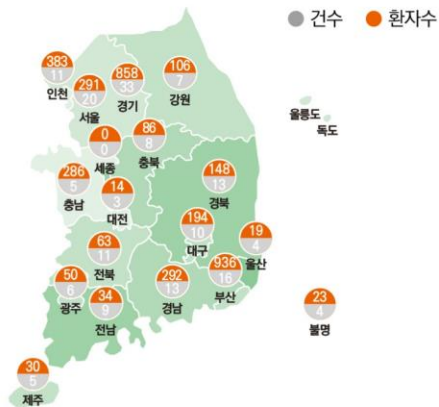 건수 환자수
383
11
인천
291
20
서울
858
33
경기
106
7
강원
울릉도
독도
0
0
세종
86
8
충북
286
5
충남
14
3
대전
148
13
경북
194
10
대구
19
4
울산
63
11
전북
292
13
경남
936
16
부산
50
6
광주
34
9
전남
23
4
불명
30
5
제주